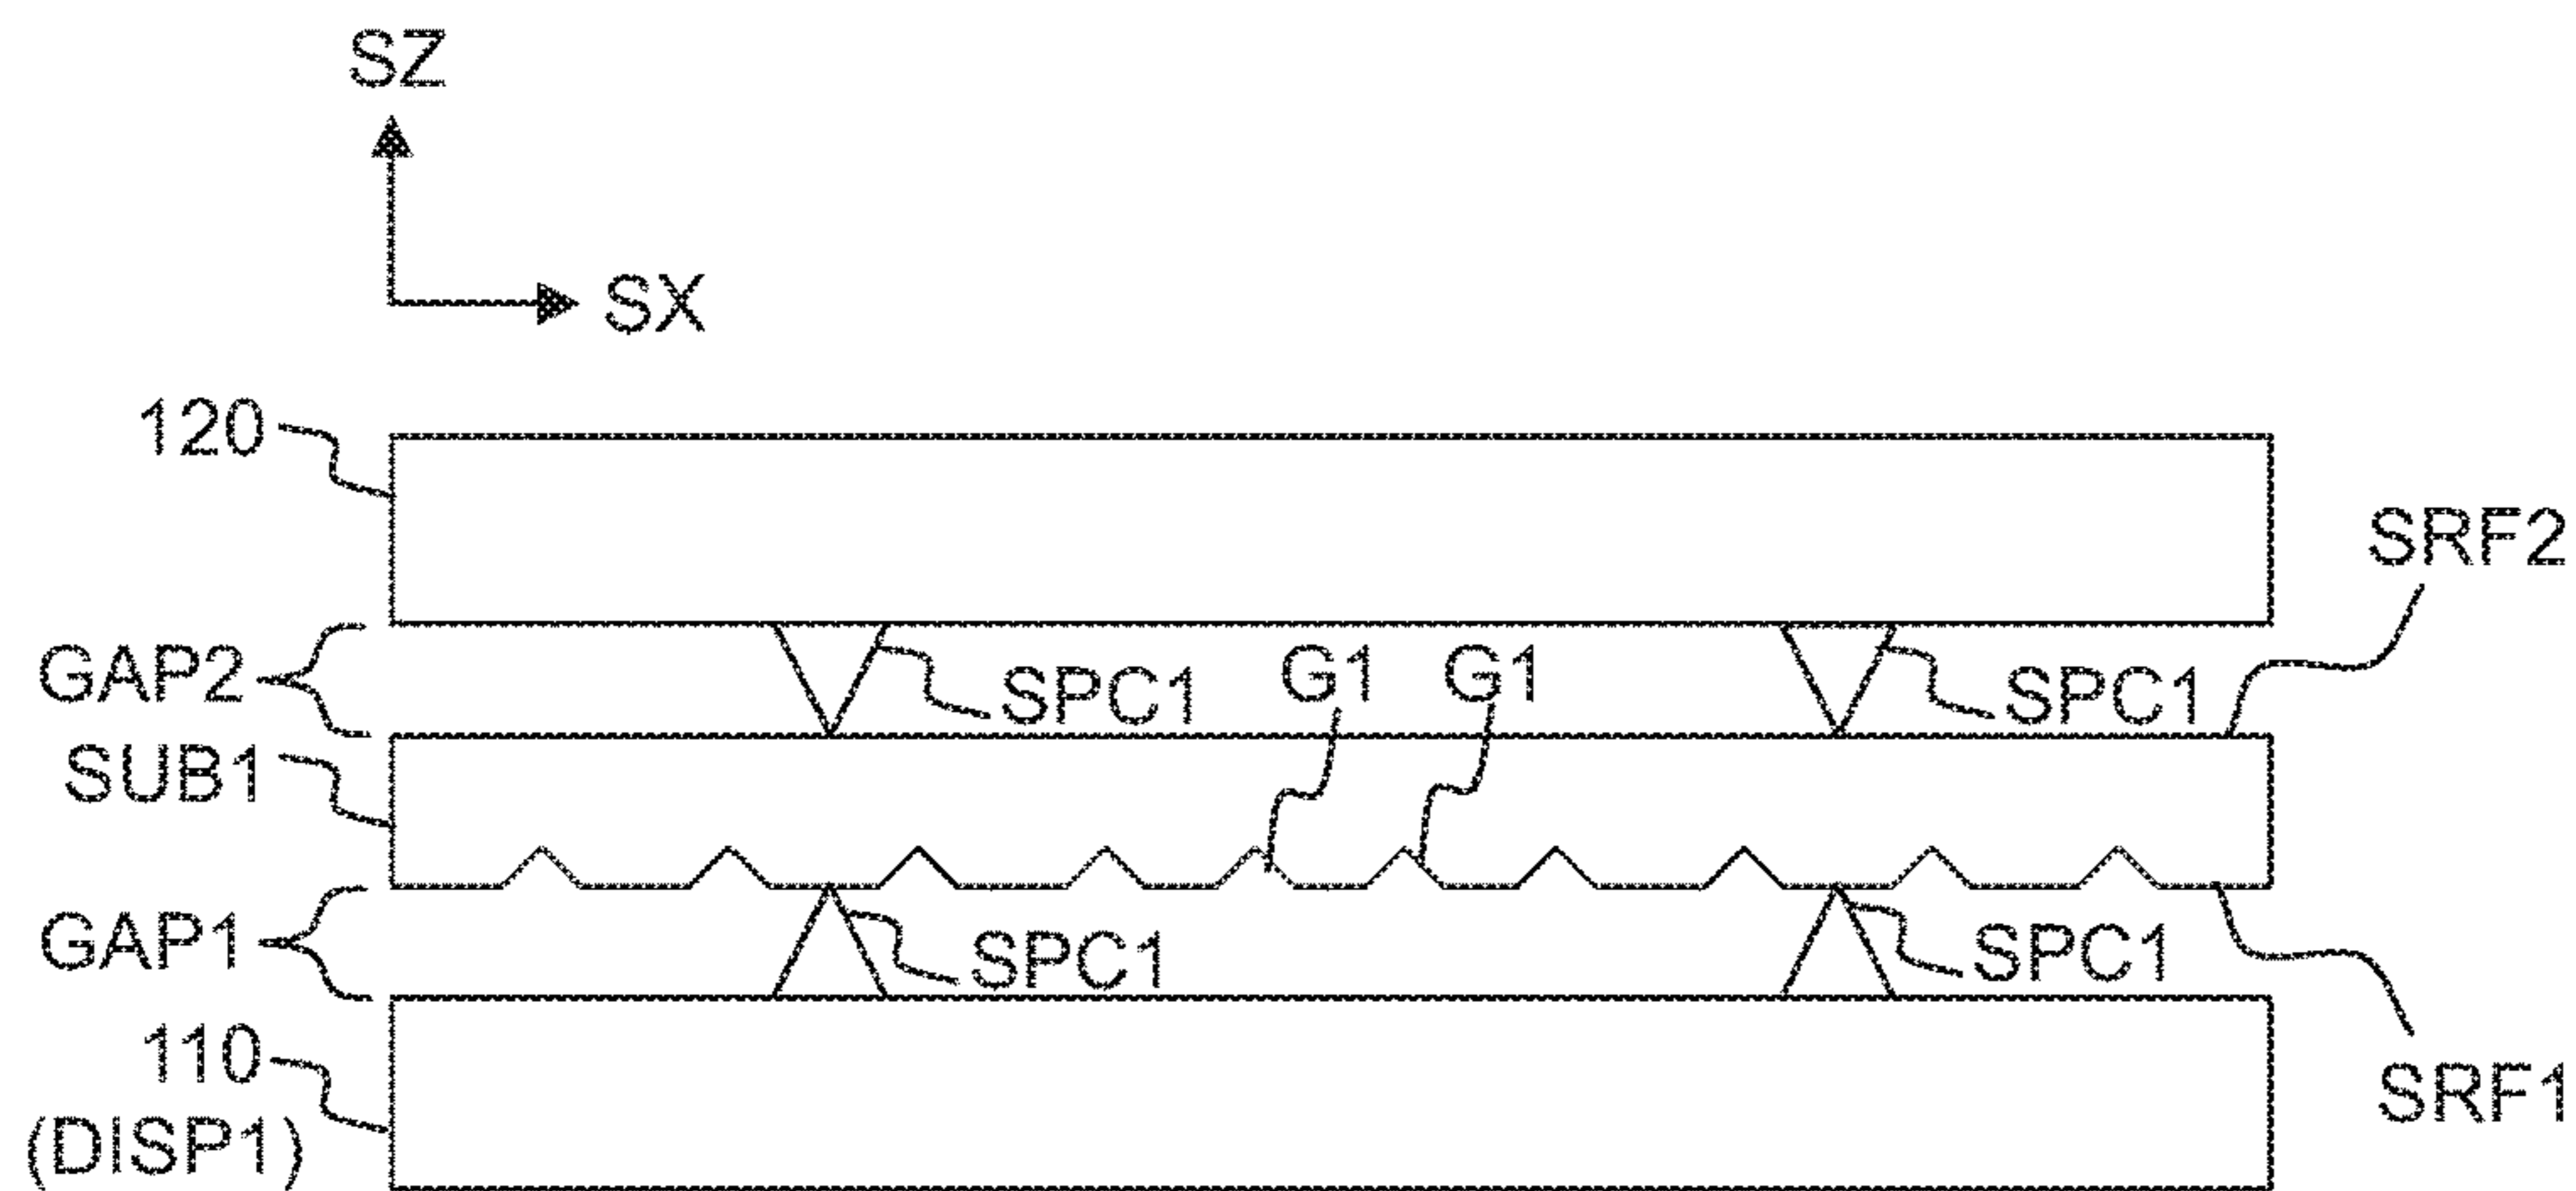 SZ
SX
120
SRF2
GAP2
SPC1
G1
G1
SPC1
SUB1
GAP1
SPC1
SPC1
110
(DISP1)
SRF1